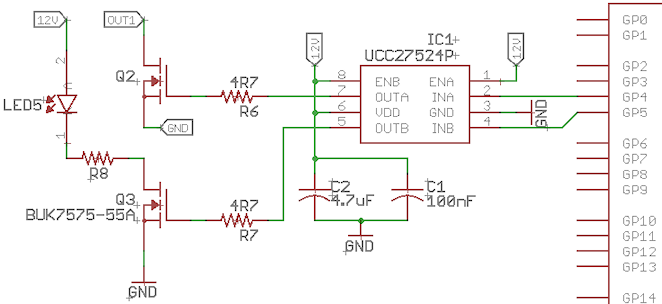 12V
OUT1
GP0
GP1
12V
12V
IC1
UCC27524P
2
Q2
4R7
R6
GND
LED5
1
8 ENB ENA 1
7 OUTA INA 2
6 VDD GND 3
5 OUTB INB 4
GND
GP2
GP3
GP4
GP5
GP6
GP7
GP8
GP9
R8
Q3
BUK7575-55A
4R7
R7
C2
4.7uF
C1
100nF
GND
GND
GP10
GP11
GP12
GP13
GP14